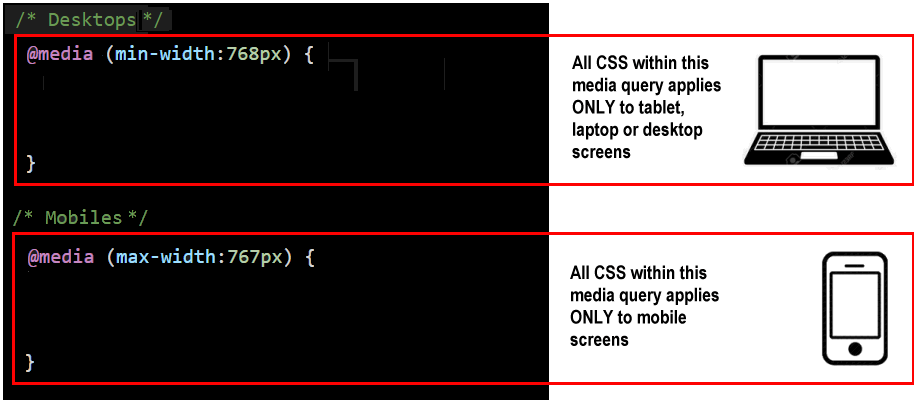 /* Desktops */
@media (min-width:768px) {
All CSS within this
media query applies
ONLY to tablet,
laptop or desktop
screens
}
/* Mobiles */
@media (max-width:767px) {
All CSS within this
media query applies
ONLY to mobile
screens
}